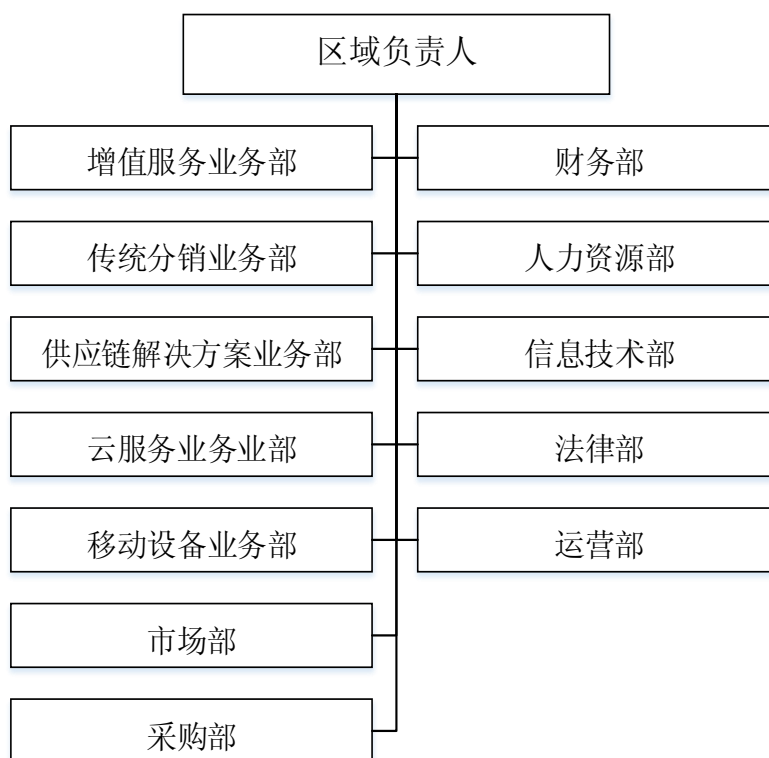 区域负责人
增值服务业务部
财务部
传统分销业务部
人力资源部
供应链解决方案业务部
信息技术部
云服务业务业部
法律部
移动设备业务部
运营部
市场部
采购部